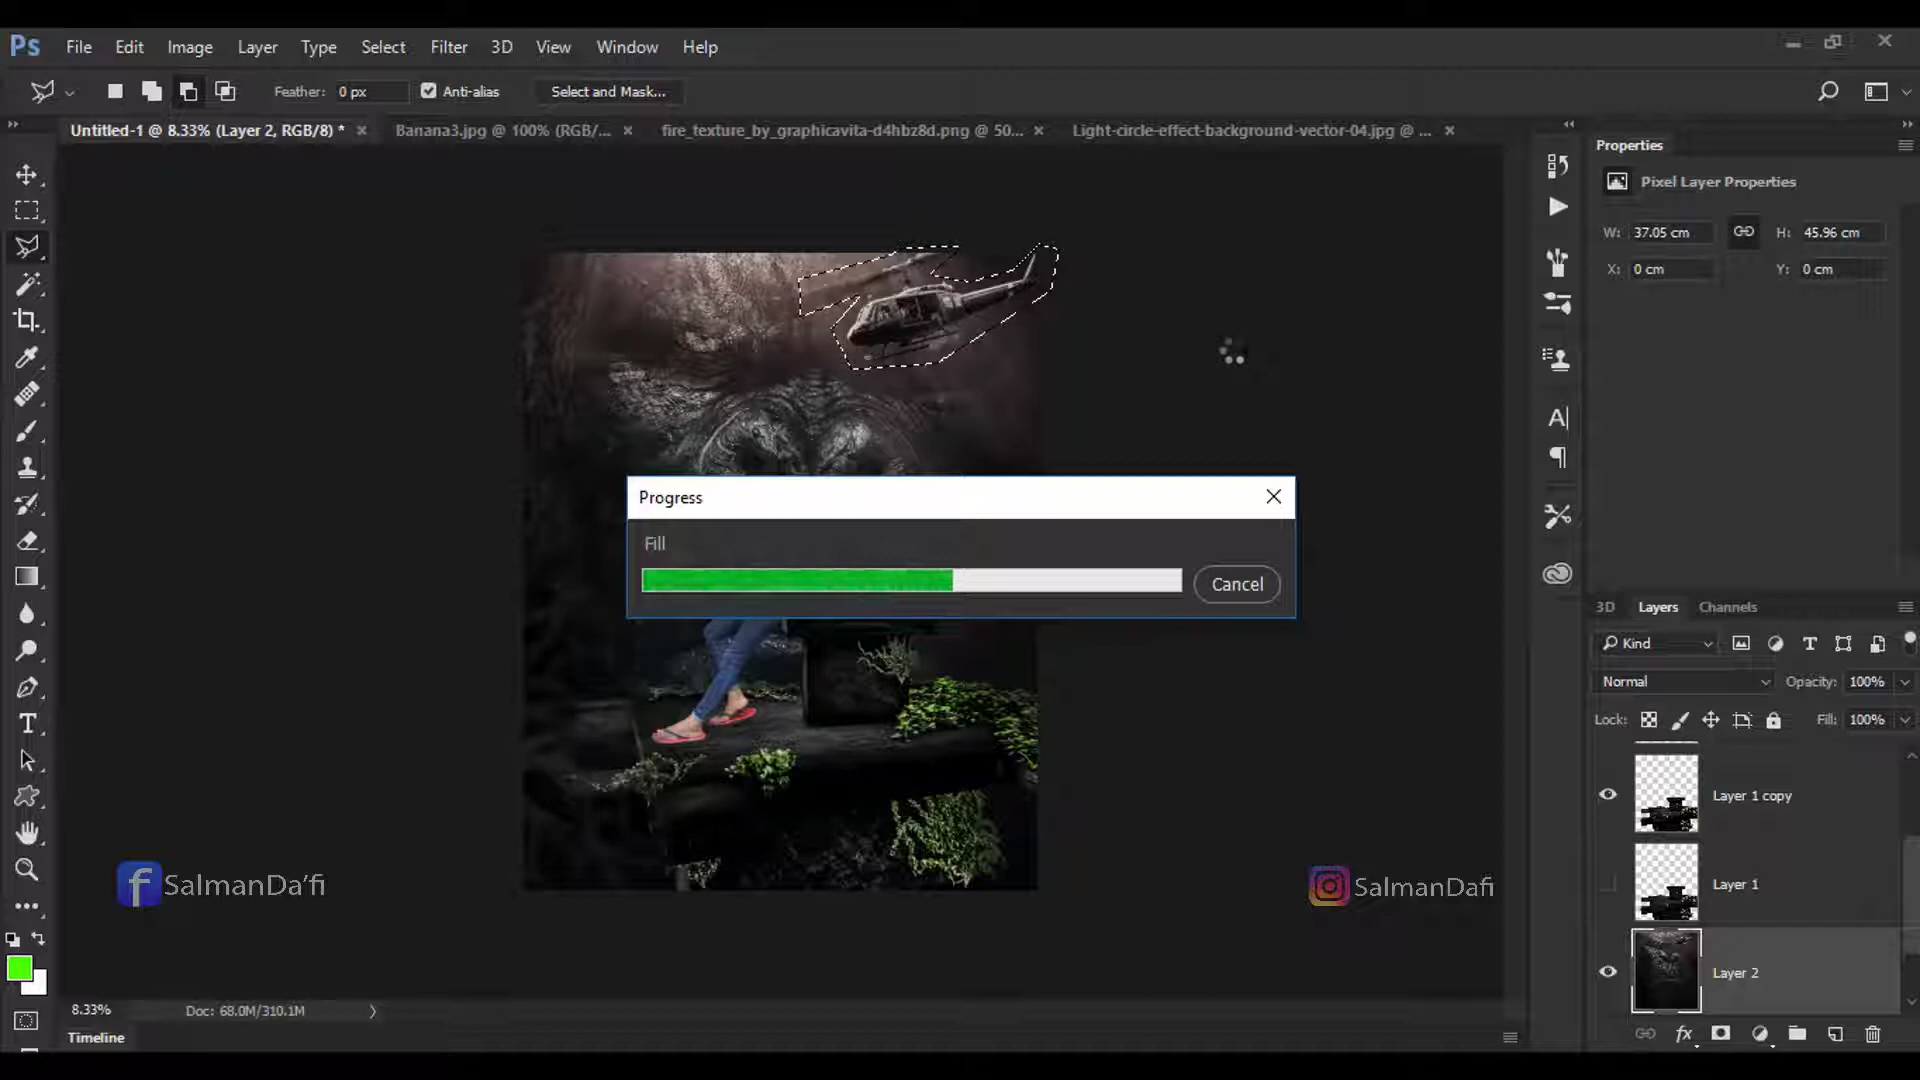 Ps File Edit Image Layer Type Select Filter 3D View Window Help
Feather: 0 px Anti-alias Select and Mask...
Untitled-1 @ 8.33% (Layer 2, RGB/8) * Banana3.jpg @ 100% (RGB/... fire_texture_by_graphicavita-d4hbz8d.png @ 50... Light-circle-effect-background-vector-04.jpg @ ...
Properties
Pixel Layer Properties
W: 37.05 cm H: 45.96 cm
X: 0 cm Y: 0 cm
Progress
Fill
Cancel
3D Layers Channels
Kind
Normal Opacity: 100%
Lock: Fill: 100%
Layer 1 copy
Layer 1
Layer 2
SalmanDa'fi
SalmanDafi
8.33% Doc: 68.0M/310.1M
Timeline